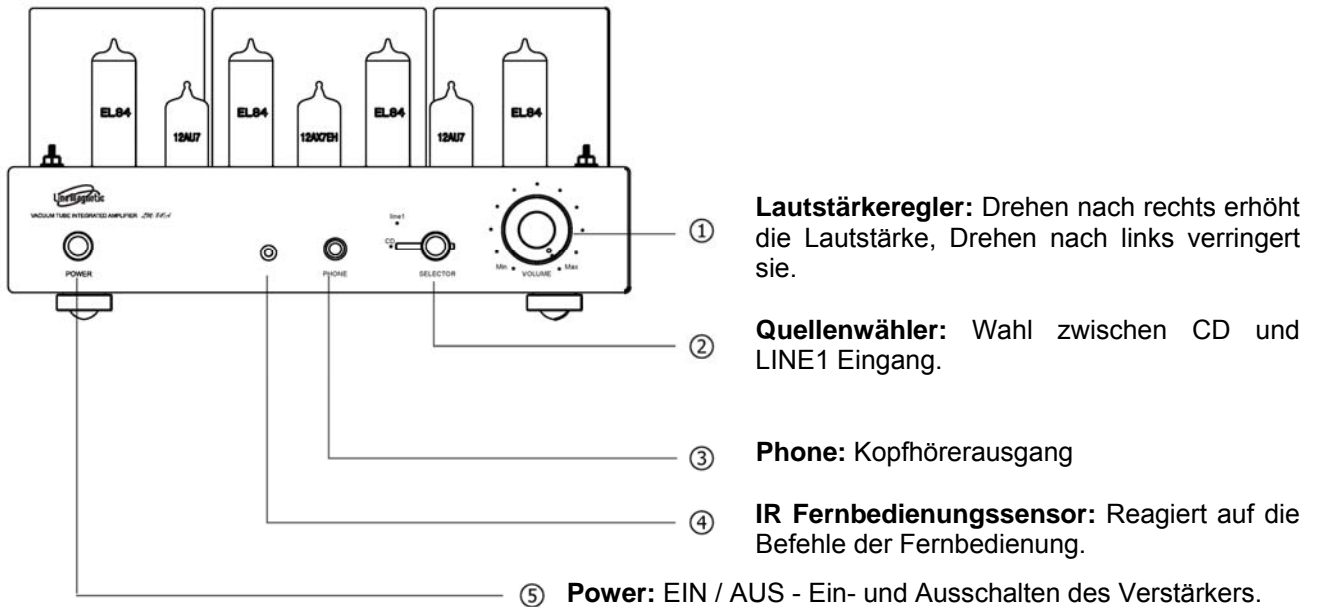 EL84 EL84 EL84 EL84
12AU7 12AX7EH 12AU7
LineMagnetic
VACUUM TUBE INTEGRATED AMPLIFIER
line1
CD
POWER
PHONE
SELECTOR
Min
VOLUME
Max
① Lautstärkeregler: Drehen nach rechts erhöht
die Lautstärke, Drehen nach links verringert
sie.
② Quellenwähler: Wahl zwischen CD und
LINE1 Eingang.
③ Phone: Kopfhörerausgang
④ IR Fernbedienungssensor: Reagiert auf die
Befehle der Fernbedienung.
⑤ Power: EIN / AUS - Ein- und Ausschalten des Verstärkers.